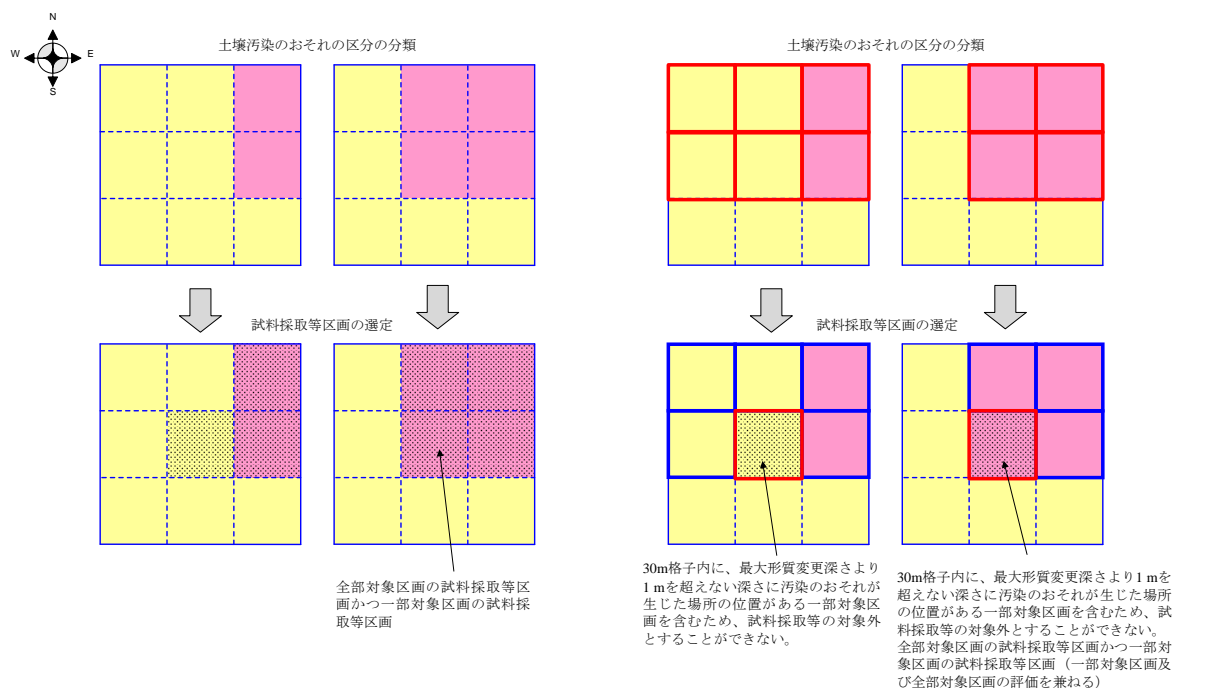 N
W
E
S
土壌汚染のおそれの区分の分類
土壌汚染のおそれの区分の分類
試料採取等区画の選定
試料採取等区画の選定
全部対象区画の試料採取等区
画かつ一部対象区画の試料採
取等区画
30m格子内に、最大形質変更深さより
1 mを超えない深さに汚染のおそれが
生じた場所の位置がある一部対象区
画を含むため、試料採取等の対象外
とすることができない。
30m格子内に、最大形質変更深さより1 mを
超えない深さに汚染のおそれが生じた場所
の位置がある一部対象区画を含むため、試
料採取等の対象外とすることができない。
全部対象区画の試料採取等区画かつ一部対
象区画の試料採取等区画（一部対象区画及
び全部対象区画の評価を兼ねる）